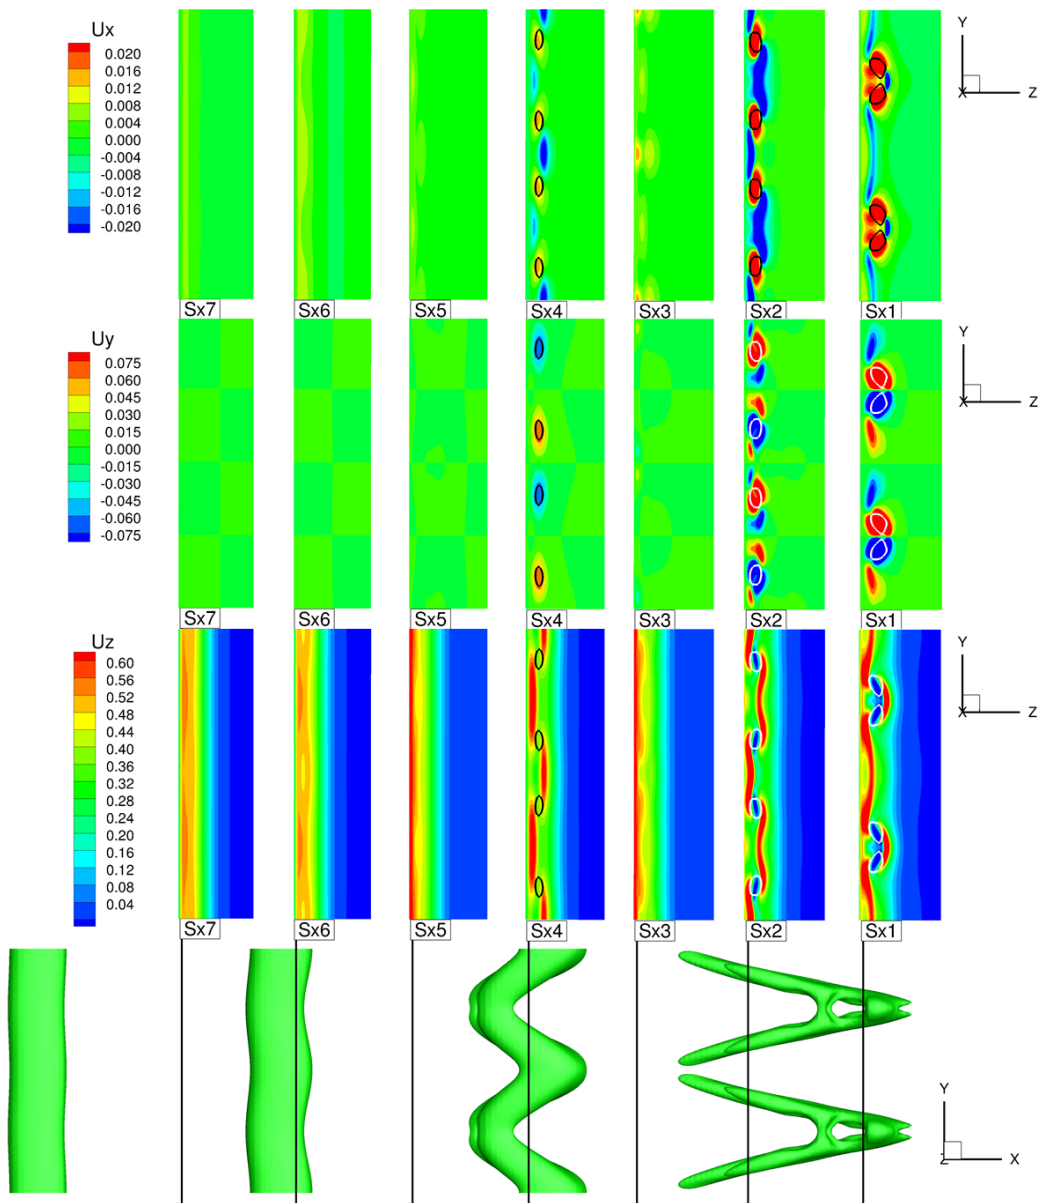 Ux
0.020
0.016
0.012
0.008
0.004
0.000
-0.004
-0.008
-0.012
-0.016
-0.020
Y
X Z
Sx7 Sx6 Sx5 Sx4 Sx3 Sx2 Sx1
Uy
0.075
0.060
0.045
0.030
0.015
0.000
-0.015
-0.030
-0.045
-0.060
-0.075
Y
X Z
Sx7 Sx6 Sx5 Sx4 Sx3 Sx2 Sx1
Uz
0.60
0.56
0.52
0.48
0.44
0.40
0.36
0.32
0.28
0.24
0.20
0.16
0.12
0.08
0.04
Y
X Z
Sx7 Sx6 Sx5 Sx4 Sx3 Sx2 Sx1
Y
Z X